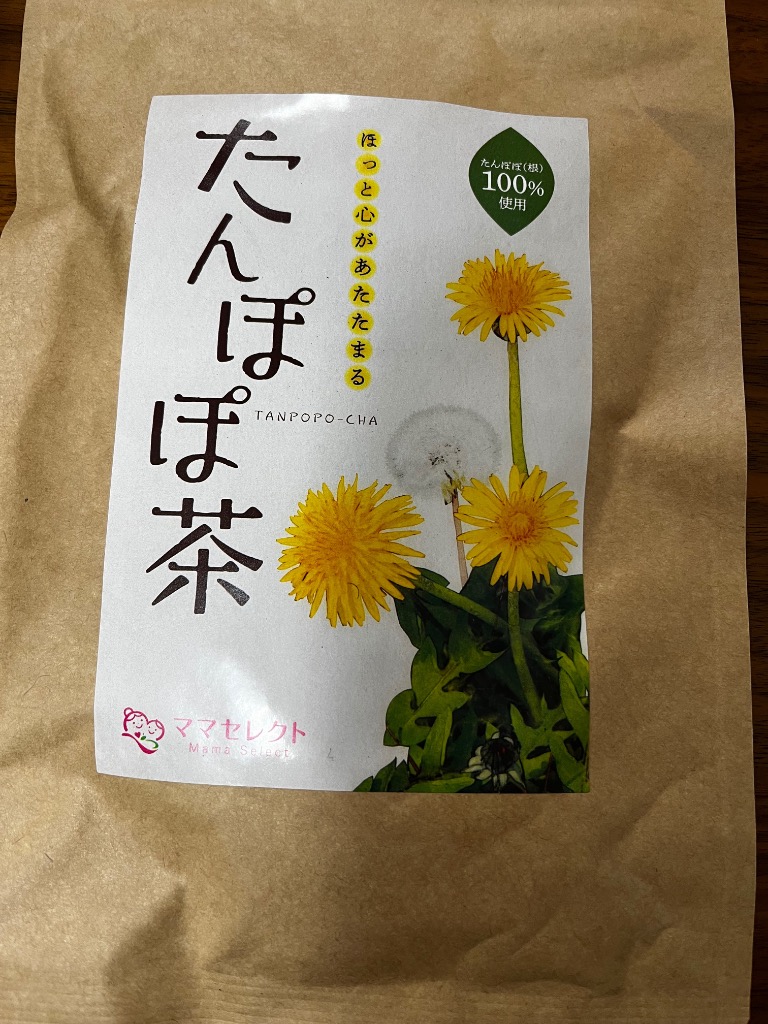 たんぽぽ茶
TANPOPO-CHA
ほっと心があたたまる
たんぽぽ(根)
100%
使用
ママセレクト
Mama Select